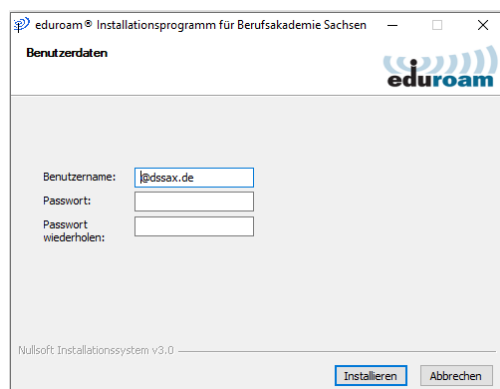 eduroam® Installationsprogramm für Berufsakademie Sachsen
Benutzerdaten
eduroam
Benutzername:
@dssax.de
Passwort:
Passwort
wiederholen:
Nullsoft Installationssystem v3.0
Installieren
Abbrechen